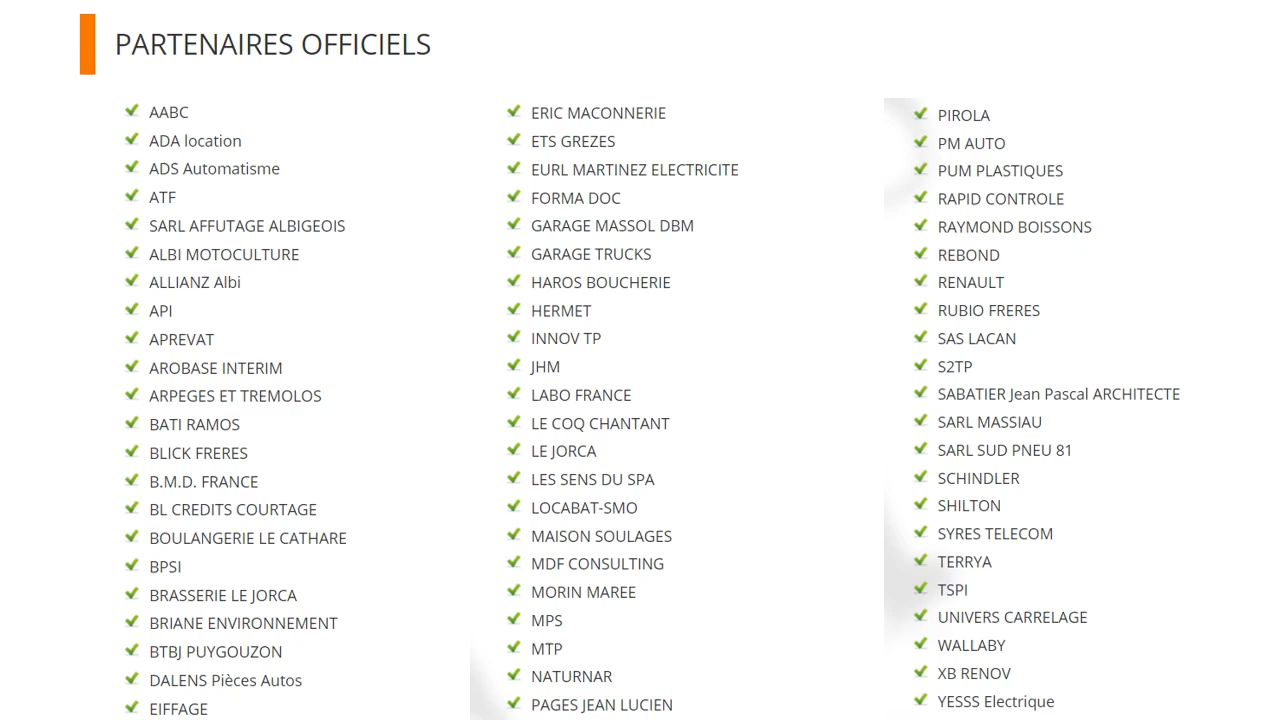 PARTENAIRES OFFICIELS
AABC
ADA location
ADS Automatisme
ATF
SARL AFFUTAGE ALBIGEOIS
ALBI MOTOCULTURE
ALLIANZ Albi
API
APREVAT
AROBASE INTERIM
ARPEGES ET TREMOLOS
BATI RAMOS
BLICK FRERES
B.M.D. FRANCE
BL CREDITS COURTAGE
BOULANGERIE LE CATHARE
BPSI
BRASSERIE LE JORCA
BRIANE ENVIRONNEMENT
BTBJ PUYGOUZON
DALENS Pièces Autos
EIFFAGE
ERIC MACONNERIE
ETS GREZES
EURL MARTINEZ ELECTRICITE
FORMA DOC
GARAGE MASSOL DBM
GARAGE TRUCKS
HAROS BOUCHERIE
HERMET
INNOV TP
JHM
LABO FRANCE
LE COQ CHANTANT
LE JORCA
LES SENS DU SPA
LOCABAT-SMO
MAISON SOULAGES
MDF CONSULTING
MORIN MAREE
MPS
MTP
NATURNAR
PAGES JEAN LUCIEN
PIROLA
PM AUTO
PUM PLASTIQUES
RAPID CONTROLE
RAYMOND BOISSONS
REBOND
RENAULT
RUBIO FRERES
SAS LACAN
S2TP
SABATIER Jean Pascal ARCHITECTE
SARL MASSIAU
SARL SUD PNEU 81
SCHINDLER
SHILTON
SYRES TELECOM
TERRYA
TSPI
UNIVERS CARRELAGE
WALLABY
XB RENOV
YESSS Electrique